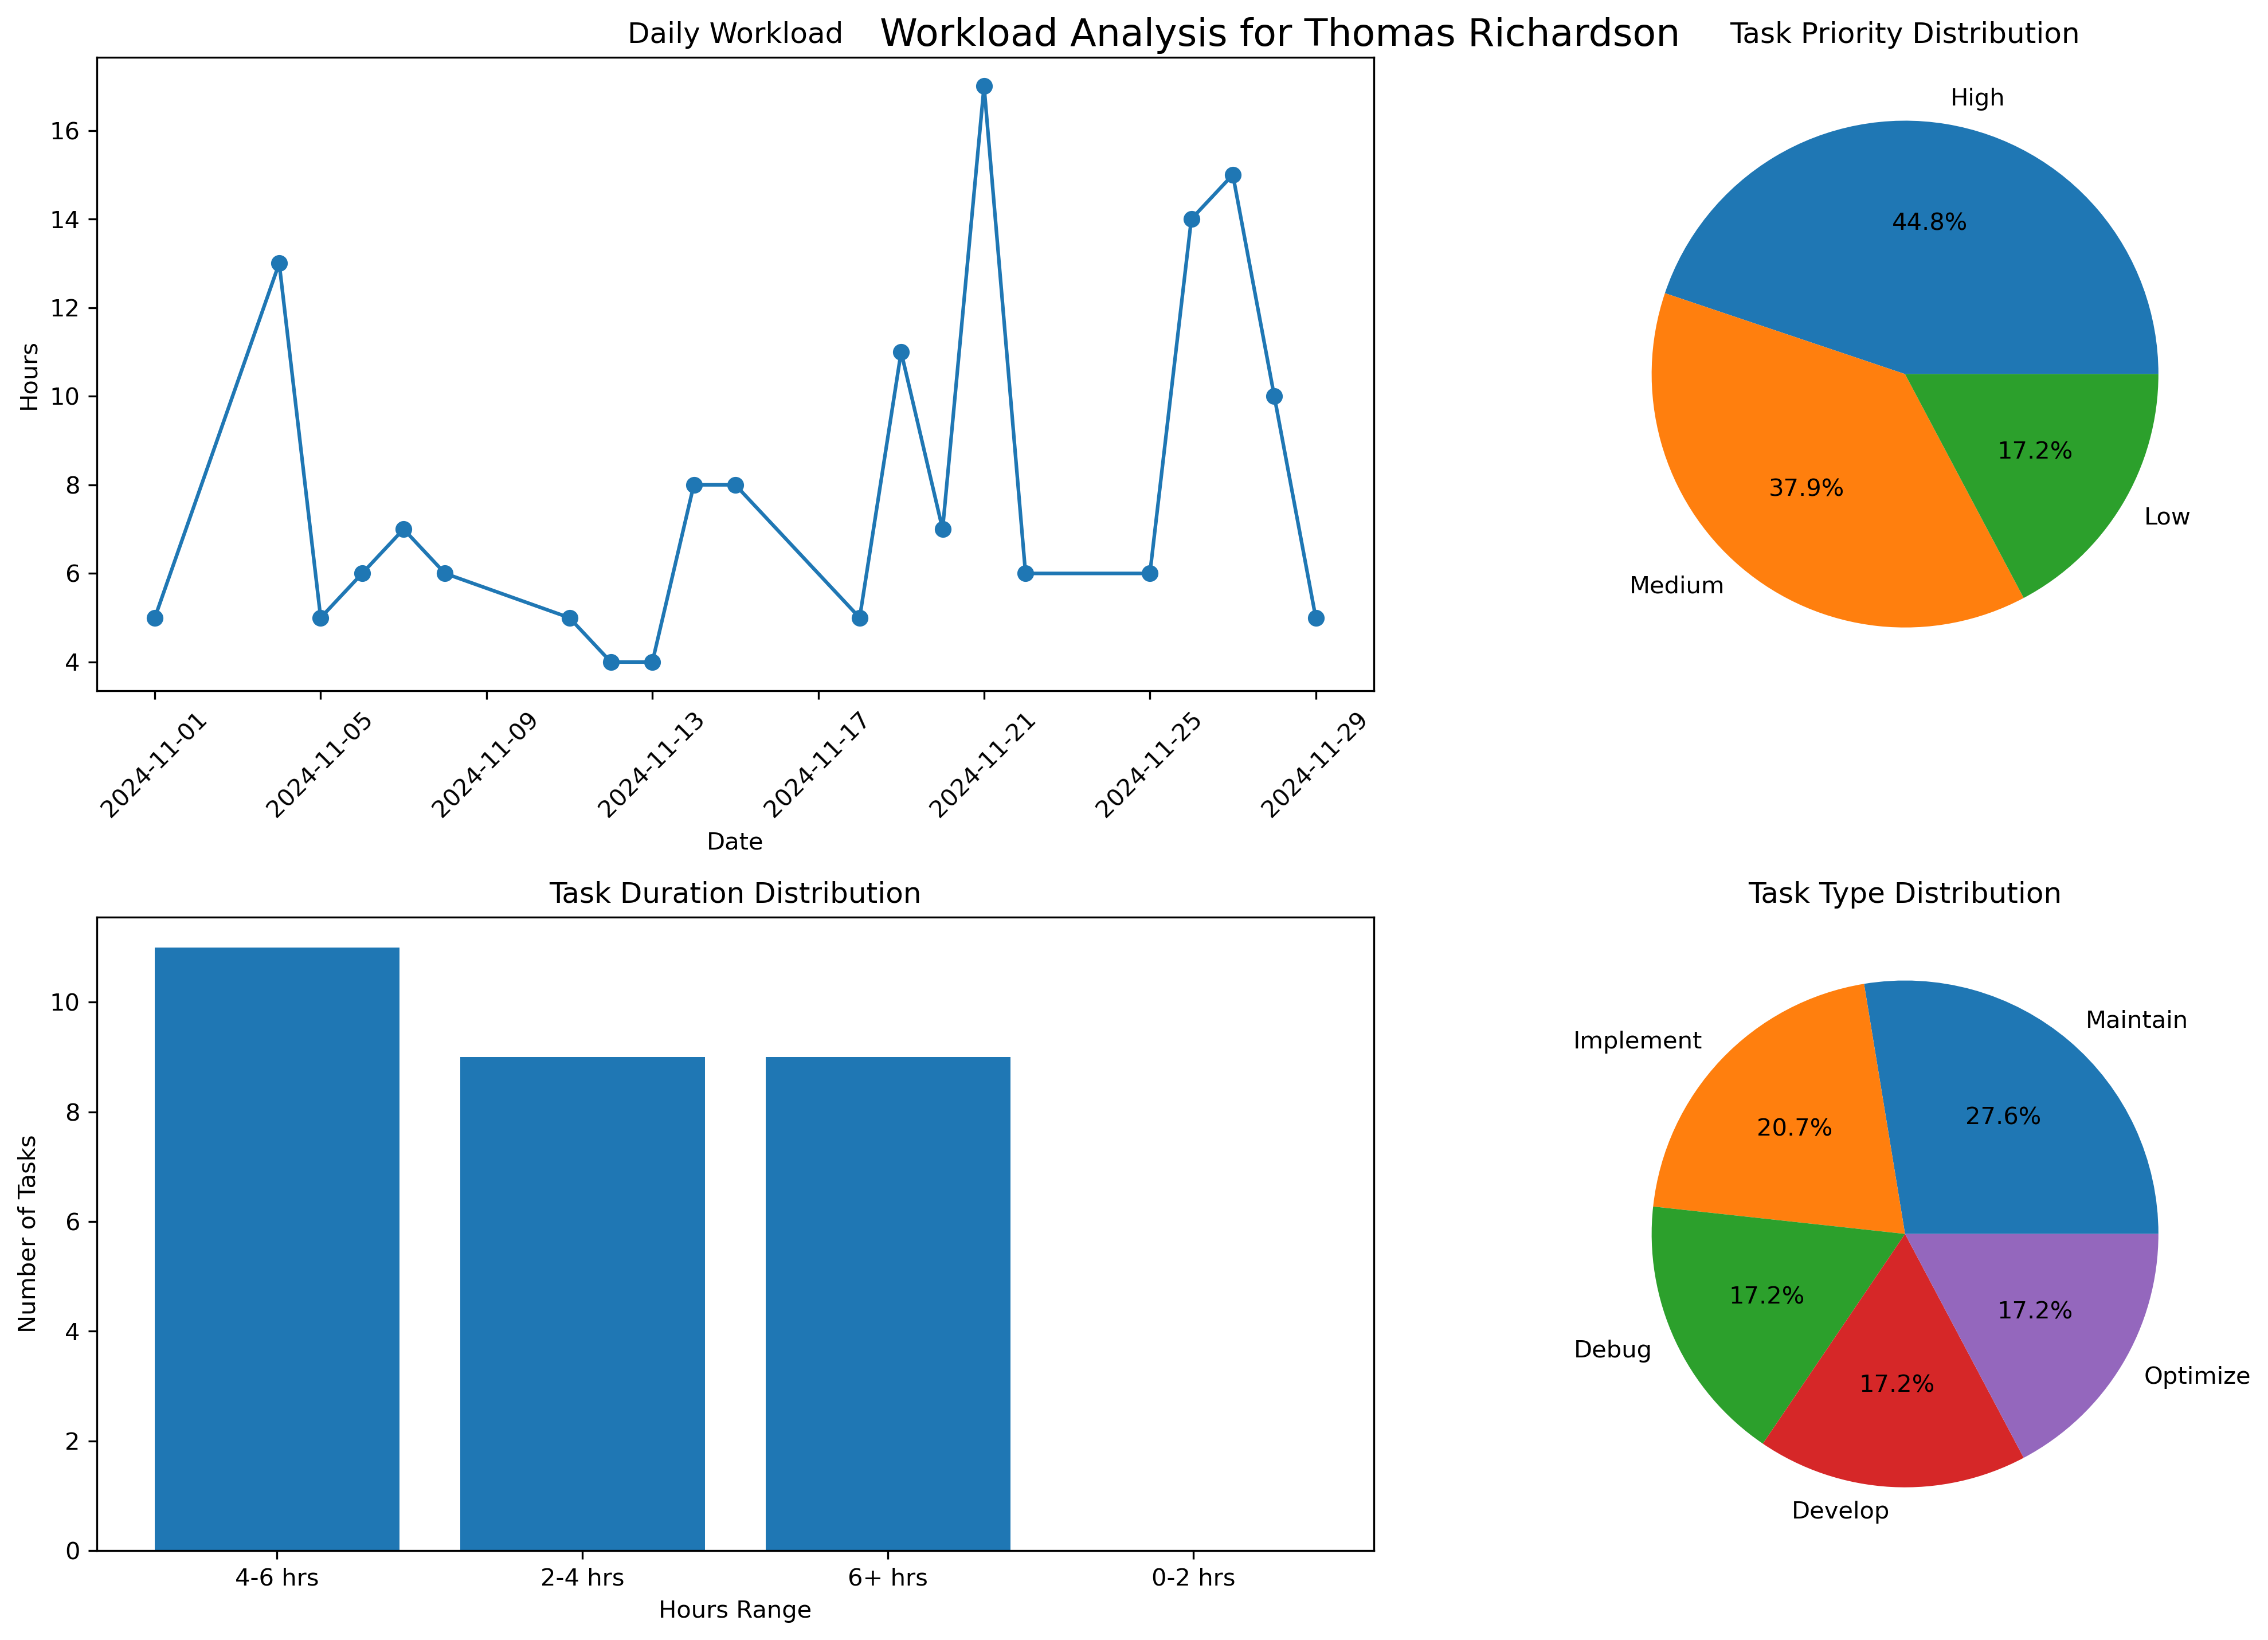 Workload Analysis for Thomas Richardson
Daily Workload
Hours
16
14
12
10
8
6
4
2024-11-01
2024-11-05
2024-11-09
2024-11-13
2024-11-17
2024-11-21
2024-11-25
2024-11-29
Date
Task Priority Distribution
High
44.8%
37.9%
Medium
17.2%
Low
Task Duration Distribution
Number of Tasks
10
8
6
4
2
0
4-6 hrs
2-4 hrs
6+ hrs
0-2 hrs
Hours Range
Task Type Distribution
Maintain
27.6%
Implement
20.7%
Debug
17.2%
Develop
17.2%
Optimize
17.2%